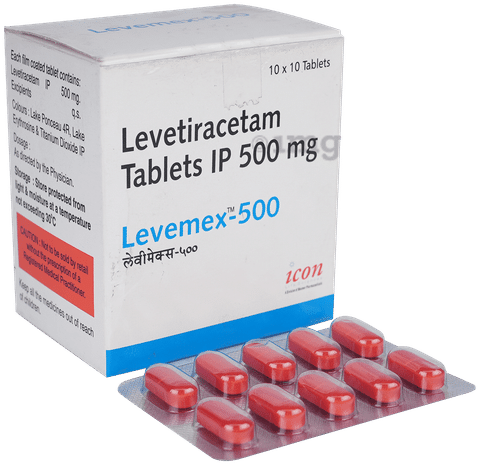 Levemex-500
Each film coated tablet contains:
Levetiracetam IP 500 mg.
Excipients q.s.
Colours : Lake Ponceau 4R, Lake
Erythrosine & Titanium Dioxide IP
Dosage :
As directed by the Physician.
Storage : Store protected from
light & moisture at a temperature
not exceeding 30°C
CAUTION : Not to be sold by retail
without the prescription of a
Registered Medical Practitioner.
Keep all the medicines out of reach
of children.
10 x 10 Tablets
Levetiracetam
Tablets IP 500 mg
Levemex™-500
लेवीमेक्स-५००
icon